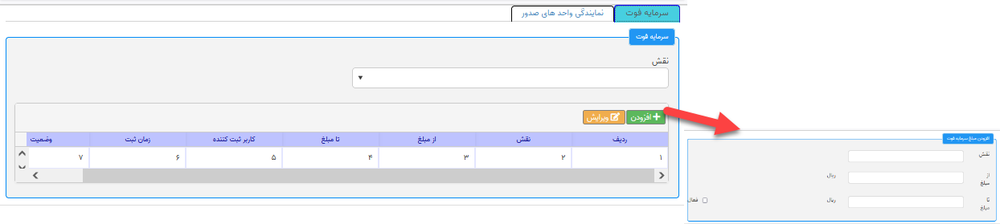 سرمایه فوت
نمایندگی واحد های صدور
سرمایه فوت
نقش
افزودن
ویرایش
ردیف نقش از مبلغ تا مبلغ کاربر ثبت کننده زمان ثبت وضعیت
۱ ۲ ۳ ۴ ۵ ۶ ۷
افزودن مبلغ سرمایه فوت
نقش
از
مبلغ
ریال
تا
مبلغ
ریال
فعال